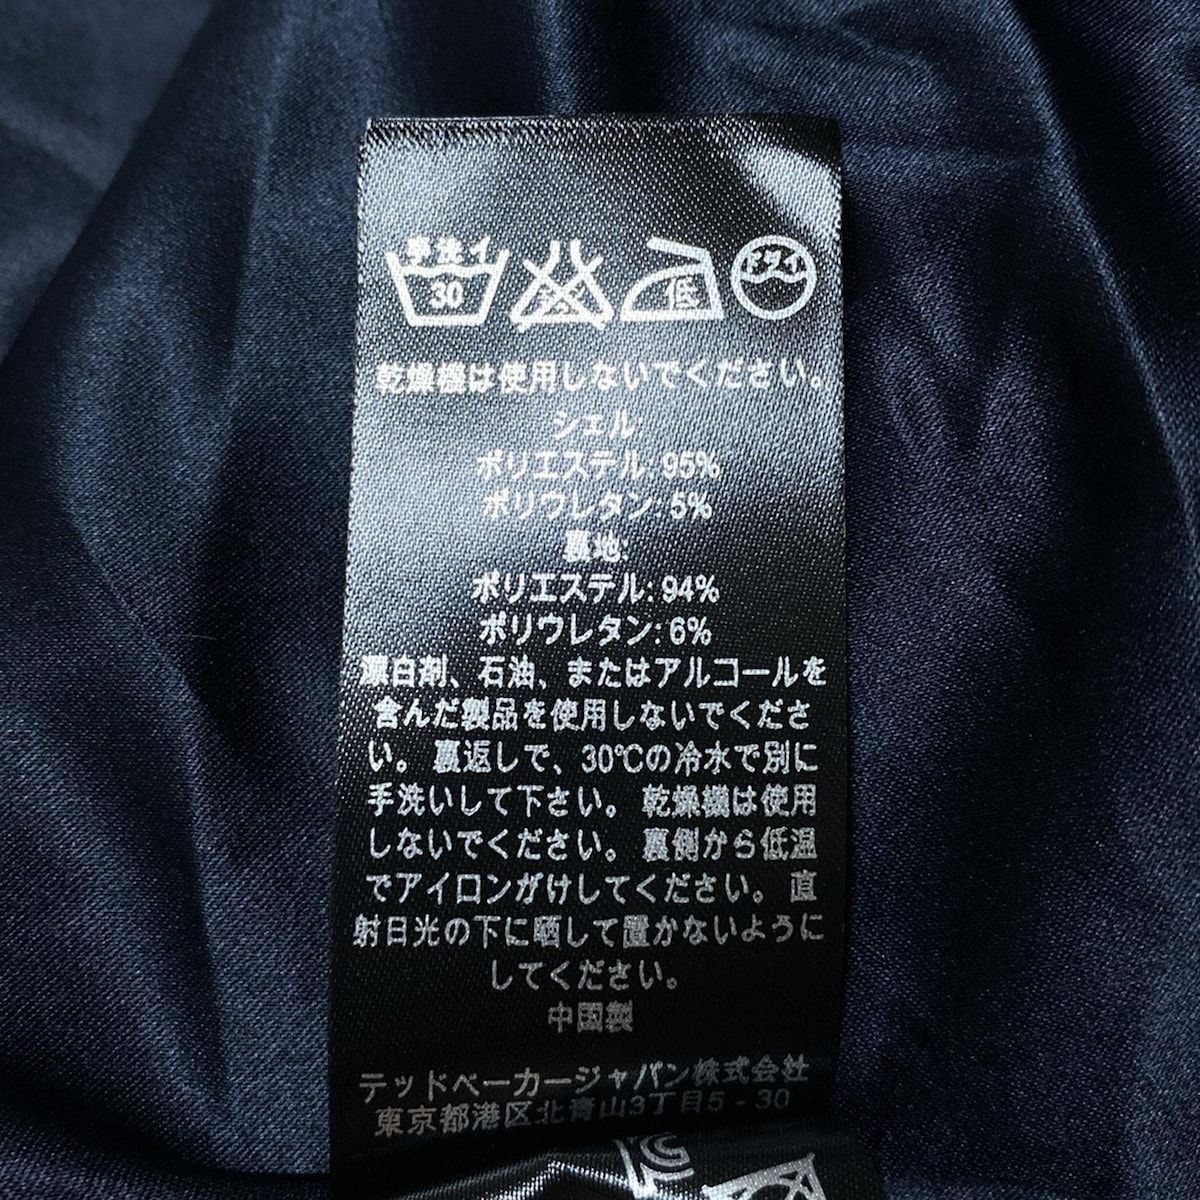 手洗イ ドライ
30 低
乾燥機は使用しないでください。
シェル:
ポリエステル: 95%
ポリウレタン: 5%
裏地:
ポリエステル: 94%
ポリウレタン: 6%
漂白剤、石油、またはアルコールを
含んだ製品を使用しないでくださ
い。裏返しで、30℃の冷水で別に
手洗いして下さい。乾燥機は使用
しないでください。裏側から低温
でアイロンがけしてください。直
射日光の下に晒して置かないように
してください。
中国製
テッドベーカージャパン株式会社
東京都港区北青山3丁目5 - 30